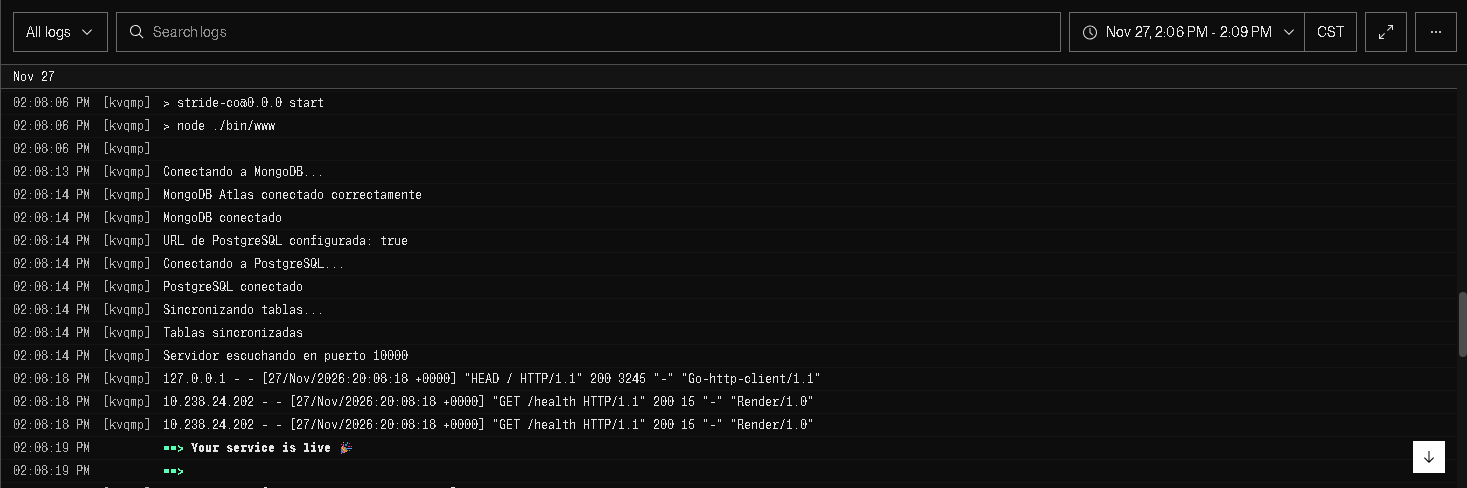 All logs Search logs Nov 27, 2:06 PM - 2:09 PM CST ...
Nov 27
02:08:06 PM [kvqmp] > stride-co@0.0.0 start
02:08:06 PM [kvqmp] > node ./bin/www
02:08:06 PM [kvqmp]
02:08:13 PM [kvqmp] Conectando a MongoDB...
02:08:14 PM [kvqmp] MongoDB Atlas conectado correctamente
02:08:14 PM [kvqmp] MongoDB conectado
02:08:14 PM [kvqmp] URL de PostgreSQL configurada: true
02:08:14 PM [kvqmp] Conectando a PostgreSQL...
02:08:14 PM [kvqmp] PostgreSQL conectado
02:08:14 PM [kvqmp] Sincronizando tablas...
02:08:14 PM [kvqmp] Tablas sincronizadas
02:08:14 PM [kvqmp] Servidor escuchando en puerto 10000
02:08:18 PM [kvqmp] 127.0.0.1 - - [27/Nov/2026:20:08:18 +0000] "HEAD / HTTP/1.1" 200 3245 "-" "Go-http-client/1.1"
02:08:18 PM [kvqmp] 10.238.24.202 - - [27/Nov/2026:20:08:18 +0000] "GET /health HTTP/1.1" 200 15 "-" "Render/1.0"
02:08:18 PM [kvqmp] 10.238.24.202 - - [27/Nov/2026:20:08:18 +0000] "GET /health HTTP/1.1" 200 15 "-" "Render/1.0"
02:08:19 PM ==> Your service is live 🎉
02:08:19 PM ==>